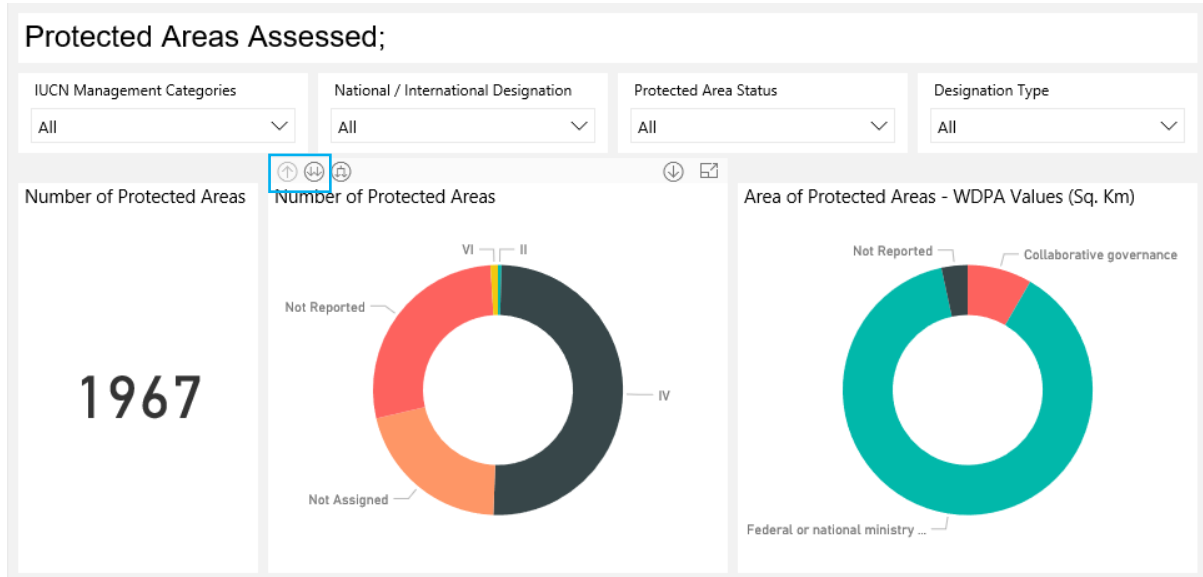 Protected Areas Assessed;
IUCN Management Categories
All
National / International Designation
All
Protected Area Status
All
Designation Type
All
Number of Protected Areas
1967
Number of Protected Areas
VI
II
Not Reported
IV
Not Assigned
Area of Protected Areas - WDPA Values (Sq. Km)
Not Reported
Collaborative governance
Federal or national ministry ...